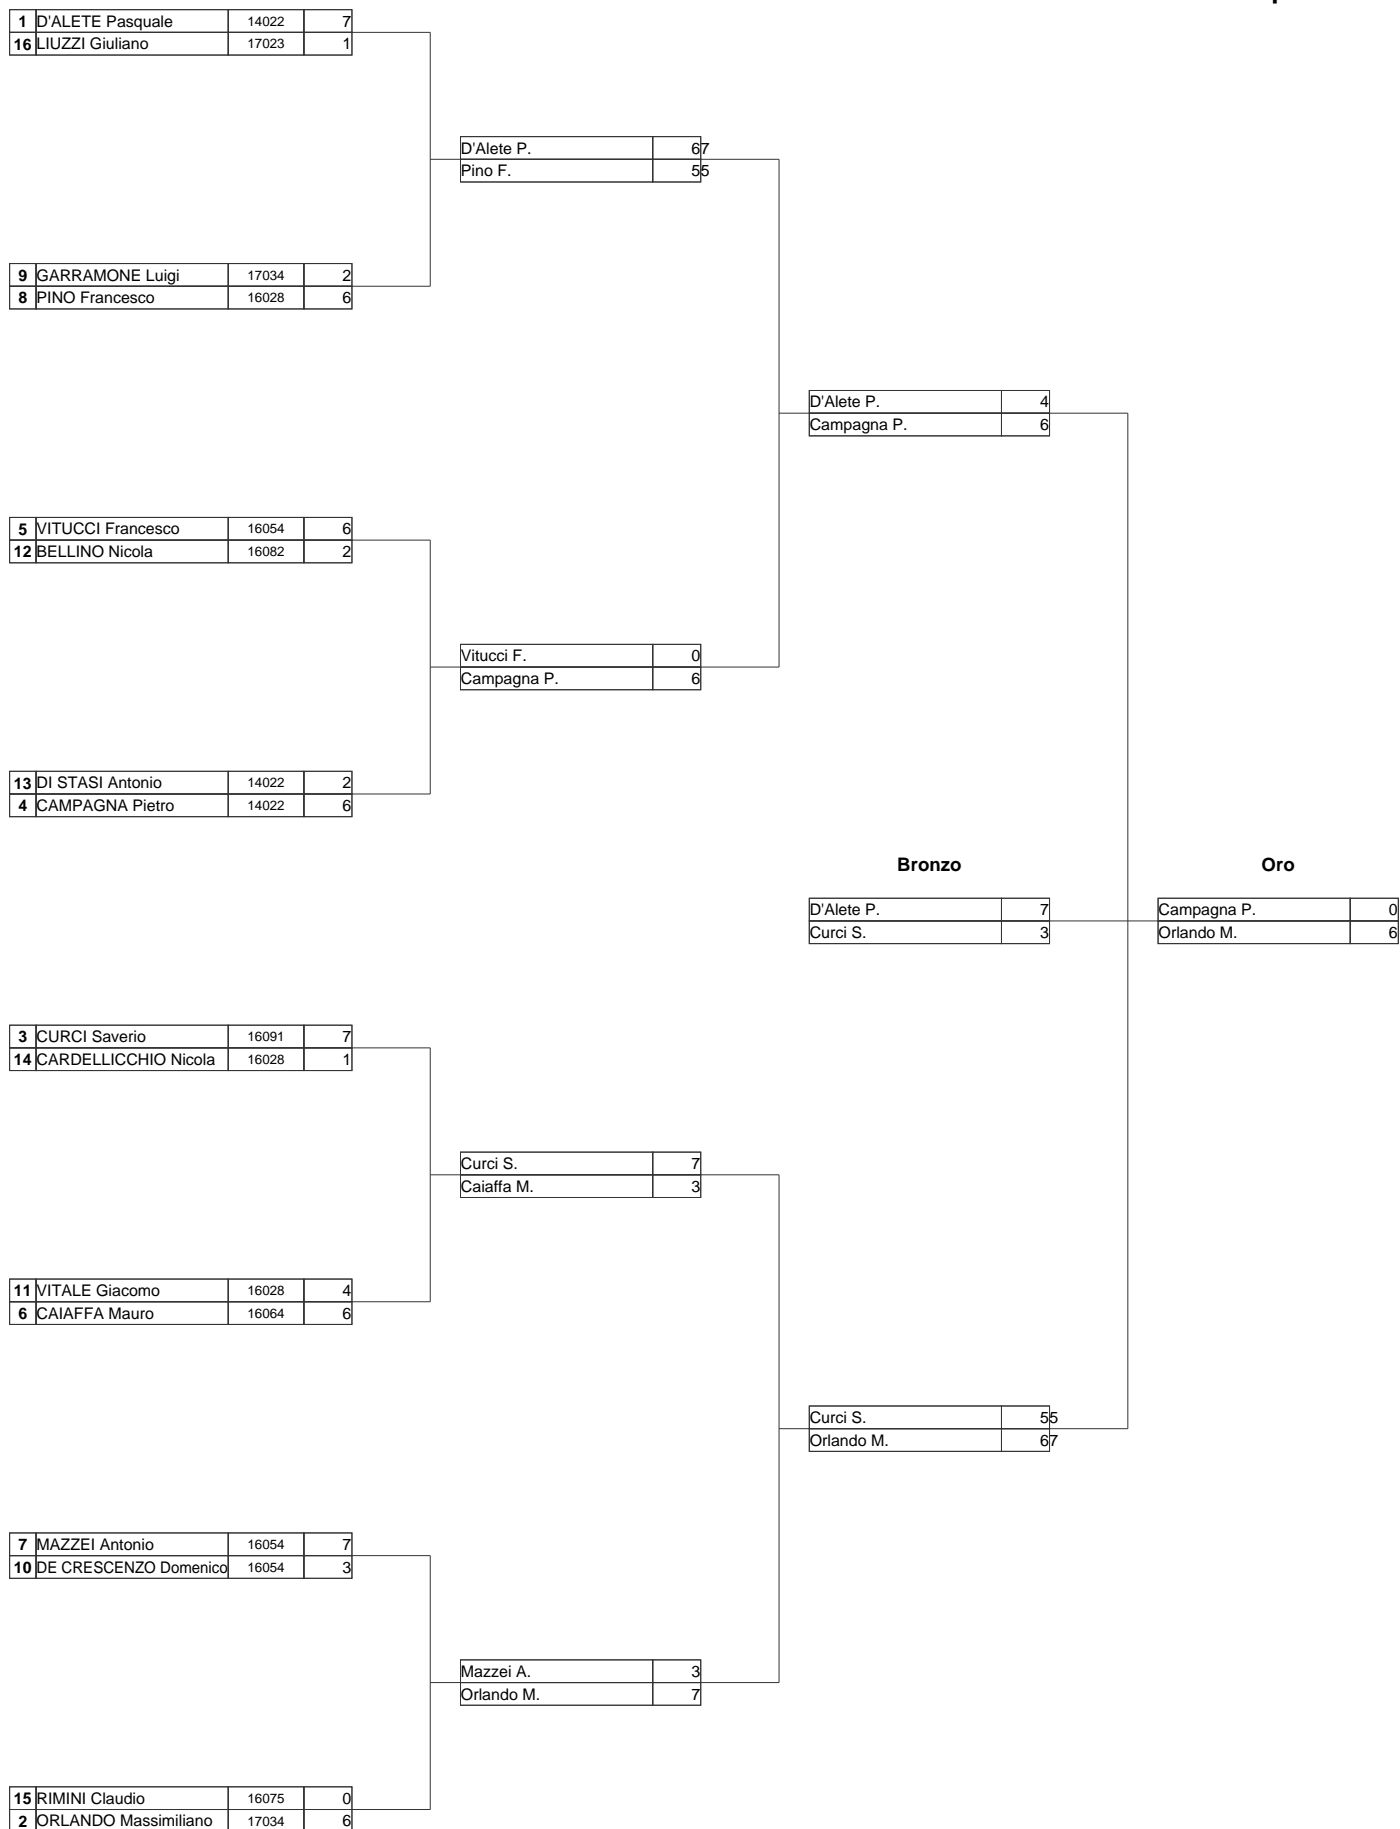 1 D'ALETE Pasquale 14022 7
16 LIUZZI Giuliano 17023 1
D'Alete P. 67
Pino F. 55
9 GARRAMONE Luigi 17034 2
8 PINO Francesco 16028 6
D'Alete P. 4
Campagna P. 6
5 VITUCCI Francesco 16054 6
12 BELLINO Nicola 16082 2
Vitucci F. 0
Campagna P. 6
13 DI STASI Antonio 14022 2
4 CAMPAGNA Pietro 14022 6
Bronzo Oro
D'Alete P. 7 Campagna P. 0
Curci S. 3 Orlando M. 6
3 CURCI Saverio 16091 7
14 CARDELLICCHIO Nicola 16028 1
Curci S. 7
Caiaffa M. 3
11 VITALE Giacomo 16028 4
6 CAIAFFA Mauro 16064 6
Curci S. 55
Orlando M. 67
7 MAZZEI Antonio 16054 7
10 DE CRESCENZO Domenico 16054 3
Mazzei A. 3
Orlando M. 7
15 RIMINI Claudio 16075 0
2 ORLANDO Massimiliano 17034 6